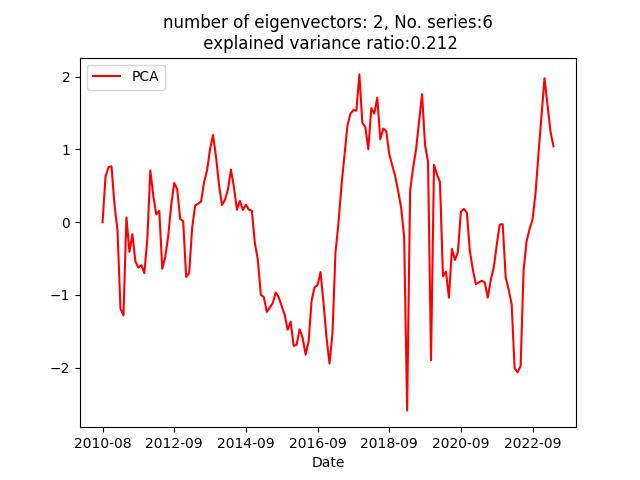 number of eigenvectors: 2, No. series:6
explained variance ratio:0.212
PCA
2
1
0
−1
−2
2010-08 2012-09 2014-09 2016-09 2018-09 2020-09 2022-09
Date